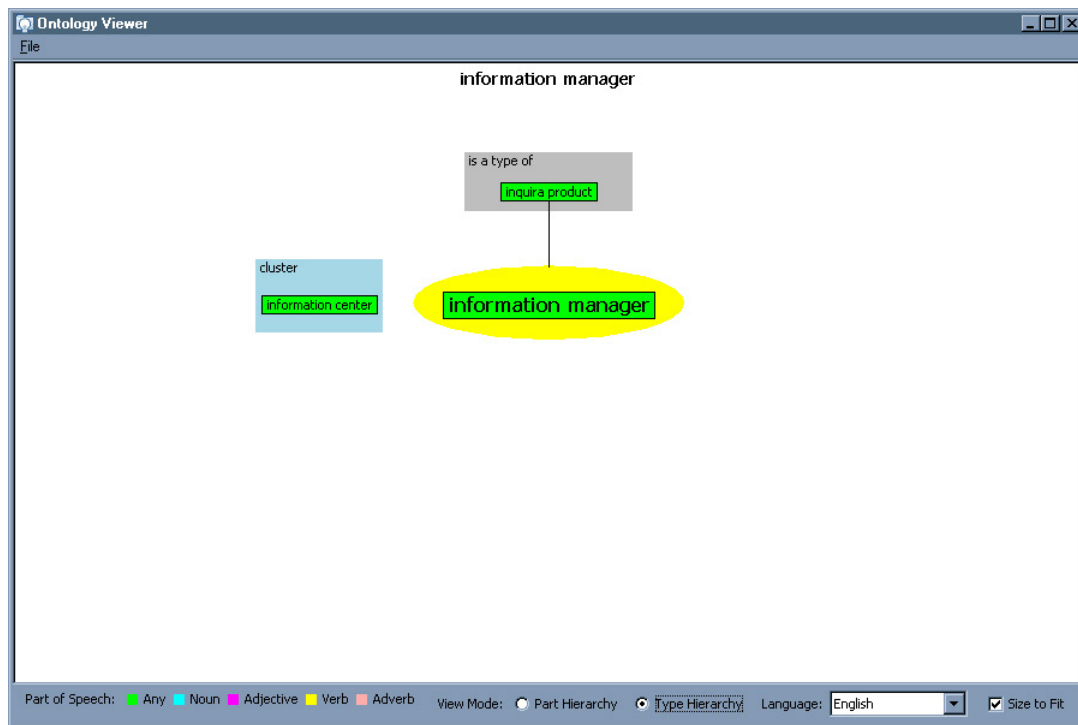 Ontology Viewer
File
information manager
is a type of
inquira product
cluster
information center
information manager
Part of Speech: Any Noun Adjective Verb Adverb View Mode: Part Hierarchy Type Hierarchy Language: English Size to Fit